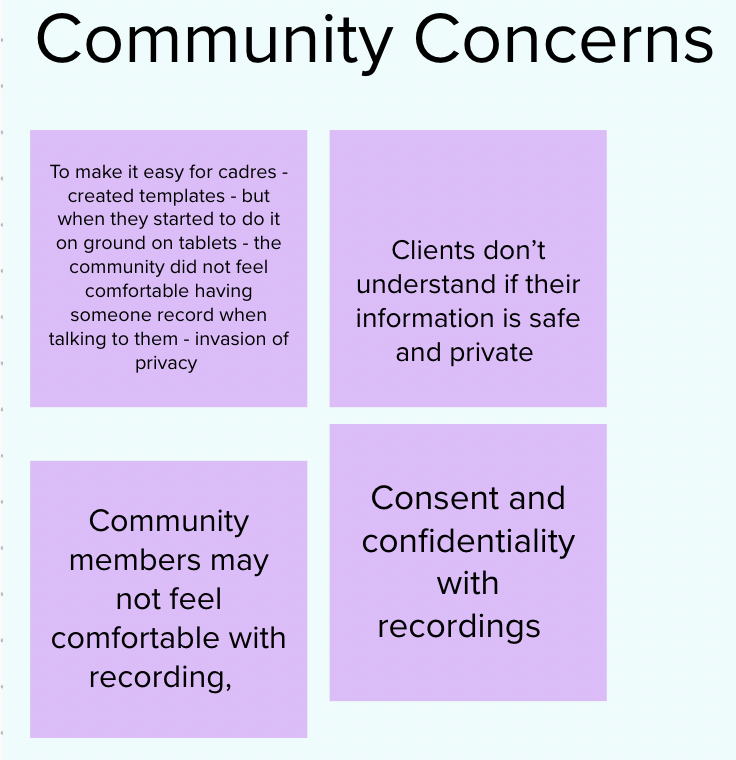 Community Concerns
To make it easy for cadres -
created templates - but
when they started to do it
on ground on tablets - the
community did not feel
comfortable having
someone record when
talking to them - invasion of
privacy
Clients don’t
understand if their
information is safe
and private
Community
members may
not feel
comfortable with
recording,
Consent and
confidentiality
with
recordings